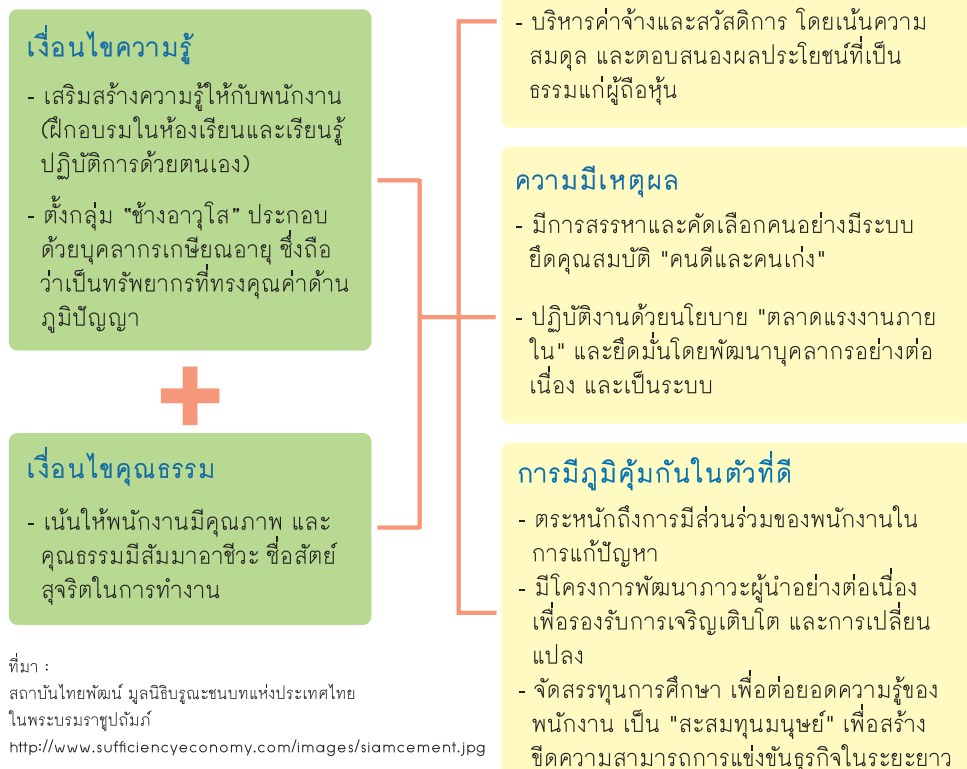 เงื่อนไขความรู้
- เสริมสร้างความรู้ให้กับพนักงาน
(ฝึกอบรมในห้องเรียนและเรียนรู้
ปฏิบัติการด้วยตนเอง)
- ตั้งกลุ่ม "ช้างอาวุโส" ประกอบ
ด้วยบุคลากรเกษียณอายุ ซึ่งถือ
ว่าเป็นทรัพยากรที่ทรงคุณค่าด้าน
ภูมิปัญญา
+
เงื่อนไขคุณธรรม
- เน้นให้พนักงานมีคุณภาพ และ
คุณธรรมมีสัมมาอาชีวะ ซื่อสัตย์
สุจริตในการทำงาน
ที่มา :
สถาบันไทยพัฒน์ มูลนิธิบูรณะชนบทแห่งประเทศไทย
ในพระบรมราชูปถัมภ์
http://www.sufficiencyeconomy.com/images/siamcement.jpg
- บริหารค่าจ้างและสวัสดิการ โดยเน้นความ
สมดุล และตอบสนองผลประโยชน์ที่เป็น
ธรรมแก่ผู้ถือหุ้น
ความมีเหตุผล
- มีการสรรหาและคัดเลือกคนอย่างมีระบบ
ยึดคุณสมบัติ "คนดีและคนเก่ง"
- ปฏิบัติงานด้วยนโยบาย "ตลาดแรงงานภาย
ใน" และยึดมั่นโดยพัฒนาบุคลากรอย่างต่อ
เนื่อง และเป็นระบบ
การมีภูมิคุ้มกันในตัวที่ดี
- ตระหนักถึงการมีส่วนร่วมของพนักงานใน
การแก้ปัญหา
- มีโครงการพัฒนาภาวะผู้นำอย่างต่อเนื่อง
เพื่อรองรับการเจริญเติบโต และการเปลี่ยน
แปลง
- จัดสรรทุนการศึกษา เพื่อต่อยอดความรู้ของ
พนักงาน เป็น "สะสมทุนมนุษย์" เพื่อสร้าง
ขีดความสามารถการแข่งขันธุรกิจในระยะยาว